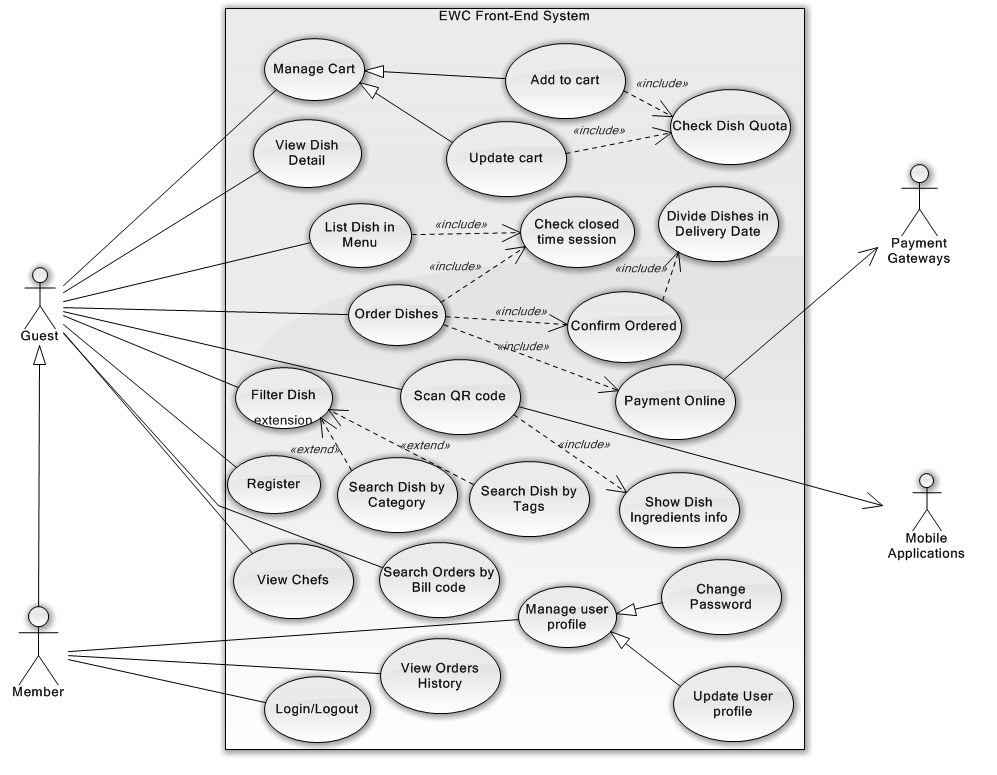 EWC Front-End System
Manage Cart
Add to cart
«include»
Check Dish Quota
View Dish
Detail
Update cart
«include»
List Dish in
Menu
«include»
Check closed
time session
Divide Dishes in
Delivery Date
Payment
Gateways
«include»
«include»
Order Dishes
«include»
Confirm Ordered
Guest
«include»
Filter Dish
extension
Scan QR code
Payment Online
«extend»
«extend»
«include»
Register
Search Dish by
Category
Search Dish by
Tags
Show Dish
Ingredients info
Mobile
Applications
View Chefs
Search Orders by
Bill code
Change
Password
Manage user
profile
Member
View Orders
History
Login/Logout
Update User
profile